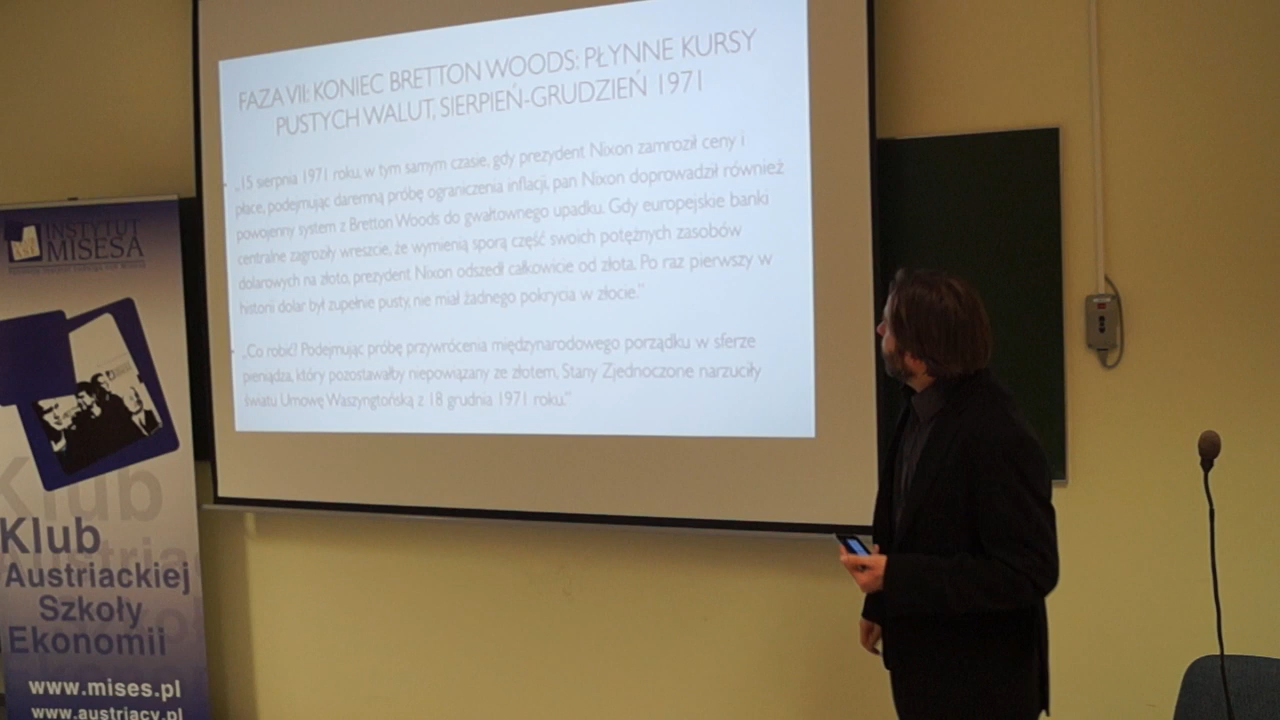 FAZA VII: KONIEC BRETTON WOODS: PŁYNNE KURSY
PUSTYCH WALUT, SIERPIEŃ-GRUDZIEŃ 1971
„15 sierpnia 1971 roku, w tym samym czasie, gdy prezydent Nixon zamroził ceny i
płace, podejmując daremną próbę ograniczenia inflacji, pan Nixon doprowadził również
powojenny system z Bretton Woods do gwałtownego upadku. Gdy europejskie banki
centralne zagroziły wreszcie, że wymienią sporą część swoich potężnych zasobów
dolarowych na złoto, prezydent Nixon odszedł całkowicie od złota. Po raz pierwszy w
historii dolar był zupełnie pusty, nie miał żadnego pokrycia w złocie.”
„Co robić? Podejmując próbę przywrócenia międzynarodowego porządku w sferze
pieniądza, który pozostawałby niepowiązany ze złotem, Stany Zjednoczone narzuciły
światu Umowę Waszyngtońską z 18 grudnia 1971 roku.”
INSTYTUT
MISESA
Klub
Klub
Austriackiej
Szkoły
Ekonomii
www.mises.pl
www.austriacy.pl